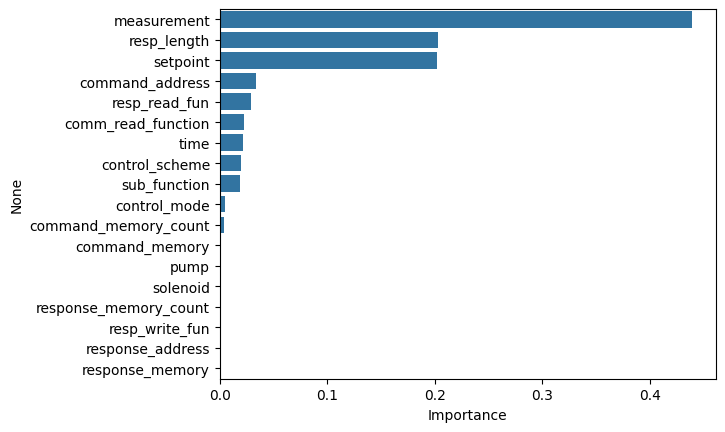 measurement
resp_length
setpoint
command_address
resp_read_fun
comm_read_function
time
control_scheme
sub_function
control_mode
command_memory_count
command_memory
pump
solenoid
response_memory_count
resp_write_fun
response_address
response_memory
None
0.0 0.1 0.2 0.3 0.4
Importance